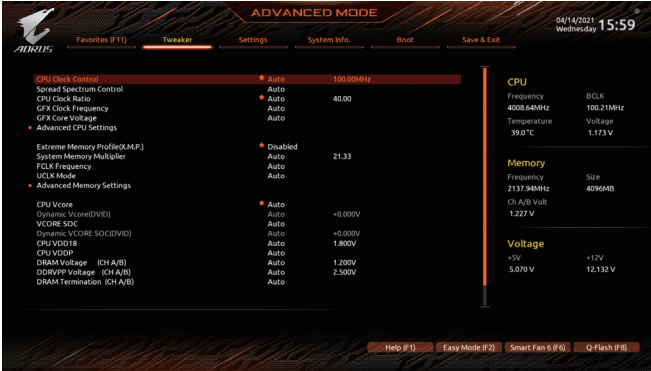 ADVANCED MODE
04/14/2021 Wednesday 15:59
AORUS
Favorites (F11) Tweaker Settings System Info. Boot Save & Exit
CPU Clock Control * Auto 100.00MHz
Spread Spectrum Control Auto
CPU Clock Ratio * Auto 40.00
GFX Clock Frequency Auto
GFX Core Voltage Auto
Advanced CPU Settings
Extreme Memory Profile(X.M.P.) * Disabled
System Memory Multiplier Auto 21.33
FCLK Frequency Auto
UCLK Mode Auto
Advanced Memory Settings
CPU Vcore * Auto
Dynamic Vcore(DVID) Auto +0.000V
VCORE SOC Auto
Dynamic VCORE SOC(DVID) Auto +0.000V
CPU VDD18 Auto 1.800V
CPU VDDP Auto
DRAM Voltage (CH A/B) Auto 1.200V
DDRVPP Voltage (CH A/B) Auto 2.500V
DRAM Termination (CH A/B) Auto
CPU
Frequency BCLK
4008.64MHz 100.21MHz
Temperature Voltage
39.0 °C 1.173 V
Memory
Frequency Size
2137.94MHz 4096MB
Ch A/B Volt
1.227 V
Voltage
+5V +12V
5.070 V 12.132 V
Help (F1) Easy Mode (F2) Smart Fan 6 (F6) Q-Flash (F8)